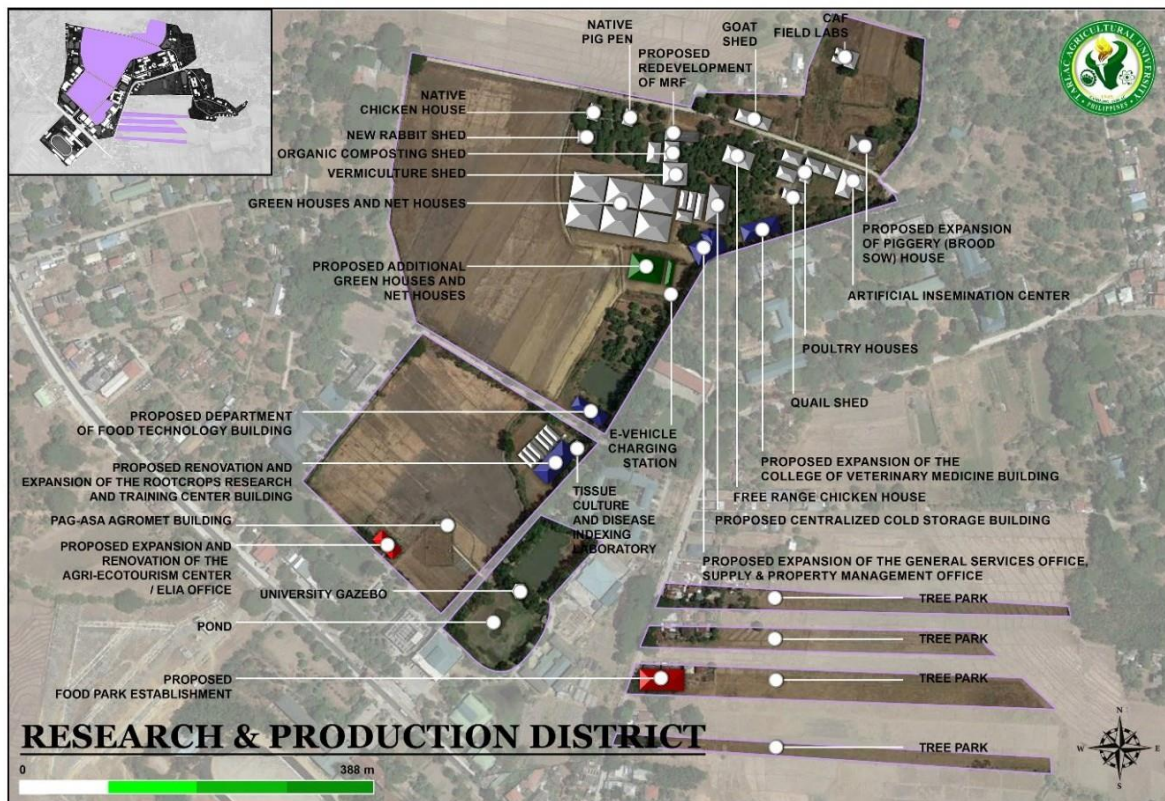 NATIVE
PIG PEN
PROPOSED
REDEVELOPMENT
OF MRF
GOAT
SHED
CAF
FIELD LABS
TARLAC AGRICULTURAL UNIVERSITY
PHILIPPINES
NATIVE
CHICKEN HOUSE
NEW RABBIT SHED
ORGANIC COMPOSTING SHED
VERMICULTURE SHED
GREEN HOUSES AND NET HOUSES
PROPOSED ADDITIONAL
GREEN HOUSES AND
NET HOUSES
PROPOSED EXPANSION
OF PIGGERY (BROOD
SOW) HOUSE
ARTIFICIAL INSEMINATION CENTER
POULTRY HOUSES
QUAIL SHED
PROPOSED DEPARTMENT
OF FOOD TECHNOLOGY BUILDING
E-VEHICLE
CHARGING
STATION
PROPOSED EXPANSION OF THE
COLLEGE OF VETERINARY MEDICINE BUILDING
PROPOSED RENOVATION AND
EXPANSION OF THE ROOTCROPS RESEARCH
AND TRAINING CENTER BUILDING
TISSUE
CULTURE
AND DISEASE
INDEXING
LABORATORY
FREE RANGE CHICKEN HOUSE
PROPOSED CENTRALIZED COLD STORAGE BUILDING
PAG-ASA AGROMET BUILDING
PROPOSED EXPANSION AND
RENOVATION OF THE
AGRI-ECOTOURISM CENTER
/ ELIA OFFICE
PROPOSED EXPANSION OF THE GENERAL SERVICES OFFICE,
SUPPLY & PROPERTY MANAGEMENT OFFICE
UNIVERSITY GAZEBO
TREE PARK
POND
TREE PARK
PROPOSED
FOOD PARK ESTABLISHMENT
TREE PARK
RESEARCH & PRODUCTION DISTRICT
TREE PARK
N
W
E
S
0
388 m